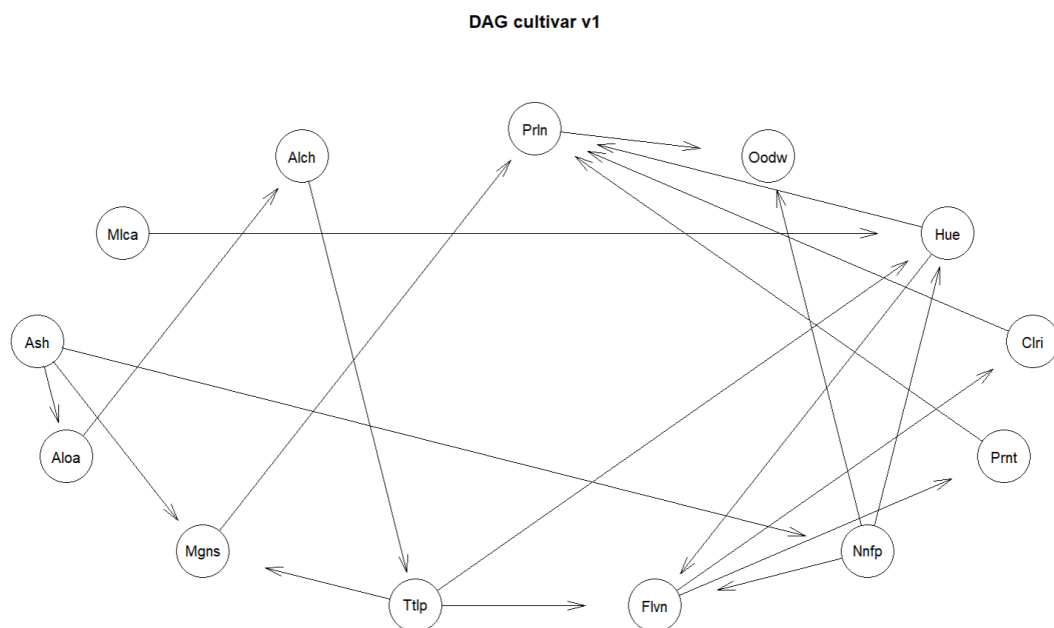 DAG cultivar v1
Prln
Alch
Oodw
Mlca
Hue
Ash
Clri
Aloa
Prnt
Mgns
Nnfp
Ttlp
Flvn